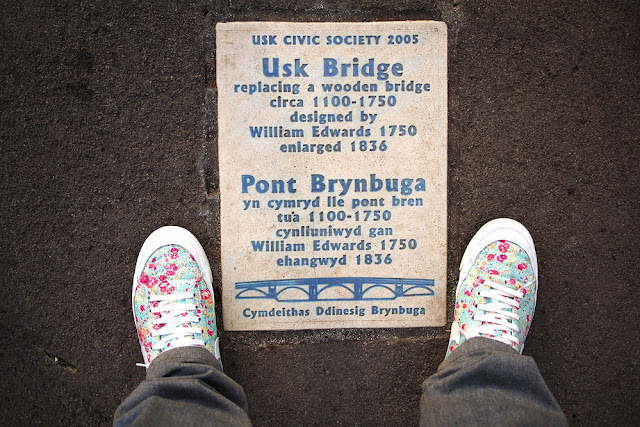 USK CIVIC SOCIETY 2005
Usk Bridge
replacing a wooden bridge
circa 1100-1750
designed by
William Edwards 1750
enlarged 1836
Pont Brynbuga
yn cymryd lle pont bren
tua 1100-1750
cynlluniwyd gan
William Edwards 1750
ehangwyd 1836
Cymdeithas Ddinesig Brynbuga